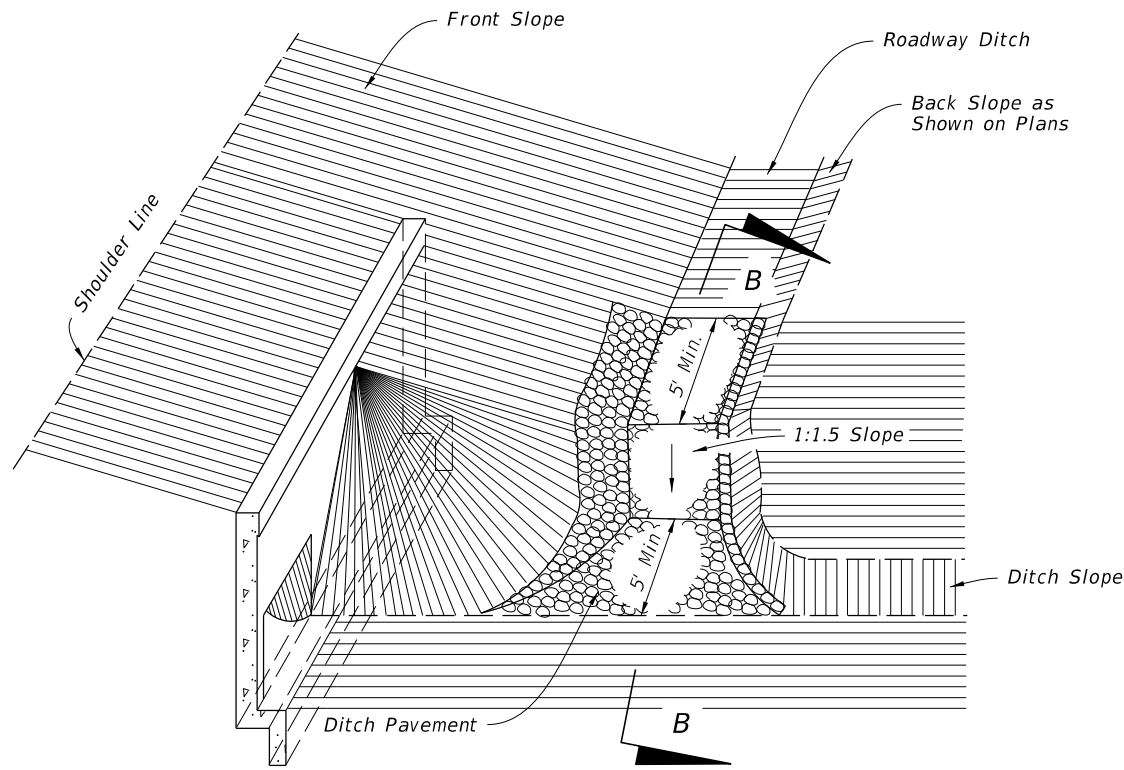 Front Slope
Roadway Ditch
Back Slope as
Shown on Plans
Shoulder Line
B
5' Min.
1:1.5 Slope
5' Min.
Ditch Slope
Ditch Pavement
B